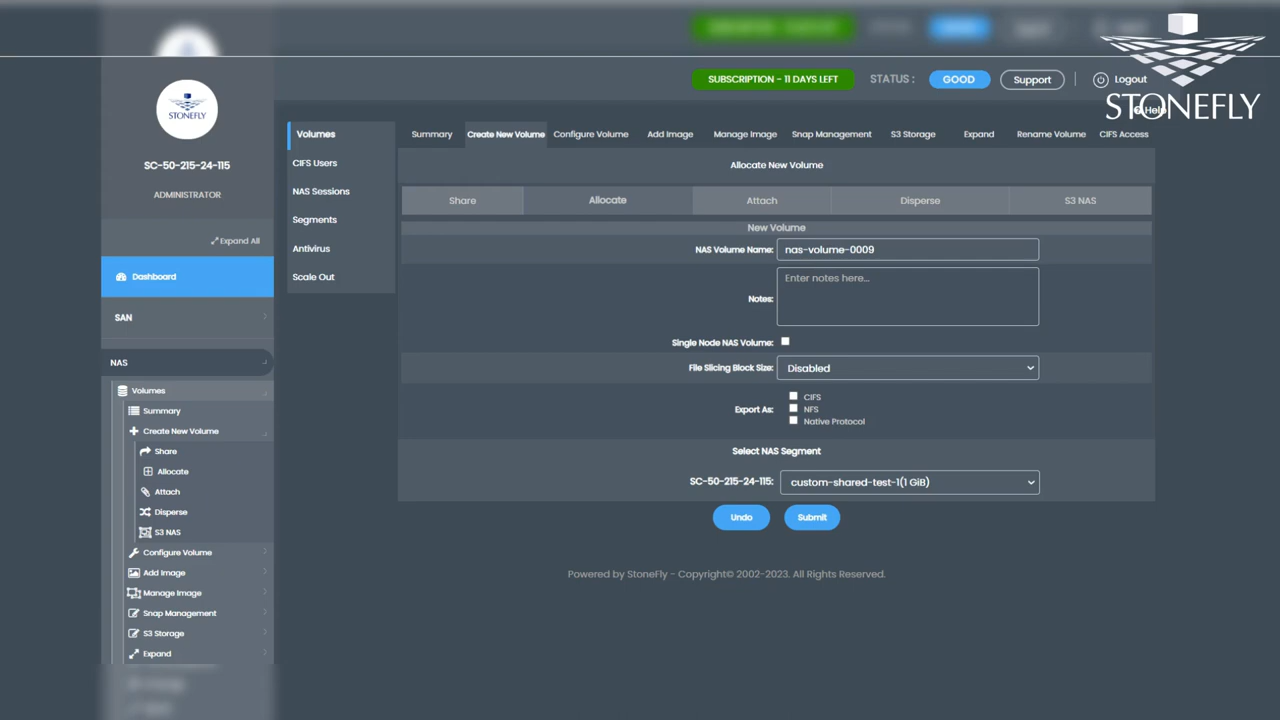 STONEFLY
SUBSCRIPTION - 11 DAYS LEFT
STATUS :
GOOD
Support
Logout
Help
STONEFLY
SC-50-215-24-115
ADMINISTRATOR
Expand All
Dashboard
SAN
NAS
Volumes
Summary
Create New Volume
Share
Allocate
Attach
Disperse
S3 NAS
Configure Volume
Add Image
Manage Image
Snap Management
S3 Storage
Expand
Volumes
CIFS Users
NAS Sessions
Segments
Antivirus
Scale Out
Summary Create New Volume Configure Volume Add Image Manage Image Snap Management S3 Storage Expand Rename Volume CIFS Access
Allocate New Volume
Share Allocate Attach Disperse S3 NAS
New Volume
NAS Volume Name: nas-volume-0009
Notes: Enter notes here...
Single Node NAS Volume:
File Slicing Block Size: Disabled
Export As: CIFS
NFS
Native Protocol
Select NAS Segment
SC-50-215-24-115: custom-shared-test-1(1 GiB)
Undo Submit
Powered by StoneFly - Copyright© 2002-2023. All Rights Reserved.